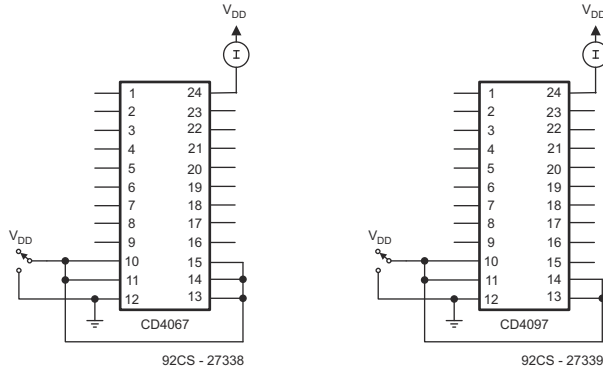 VDD VDD
I I
1 24 1 24
2 23 2 23
3 22 3 22
4 21 4 21
5 20 5 20
6 19 6 19
7 18 7 18
8 17 8 17
9 16 9 16
VDD VDD
10 15 10 15
11 14 11 14
12 13 12 13
CD4067 CD4097
92CS - 27338 92CS - 27339